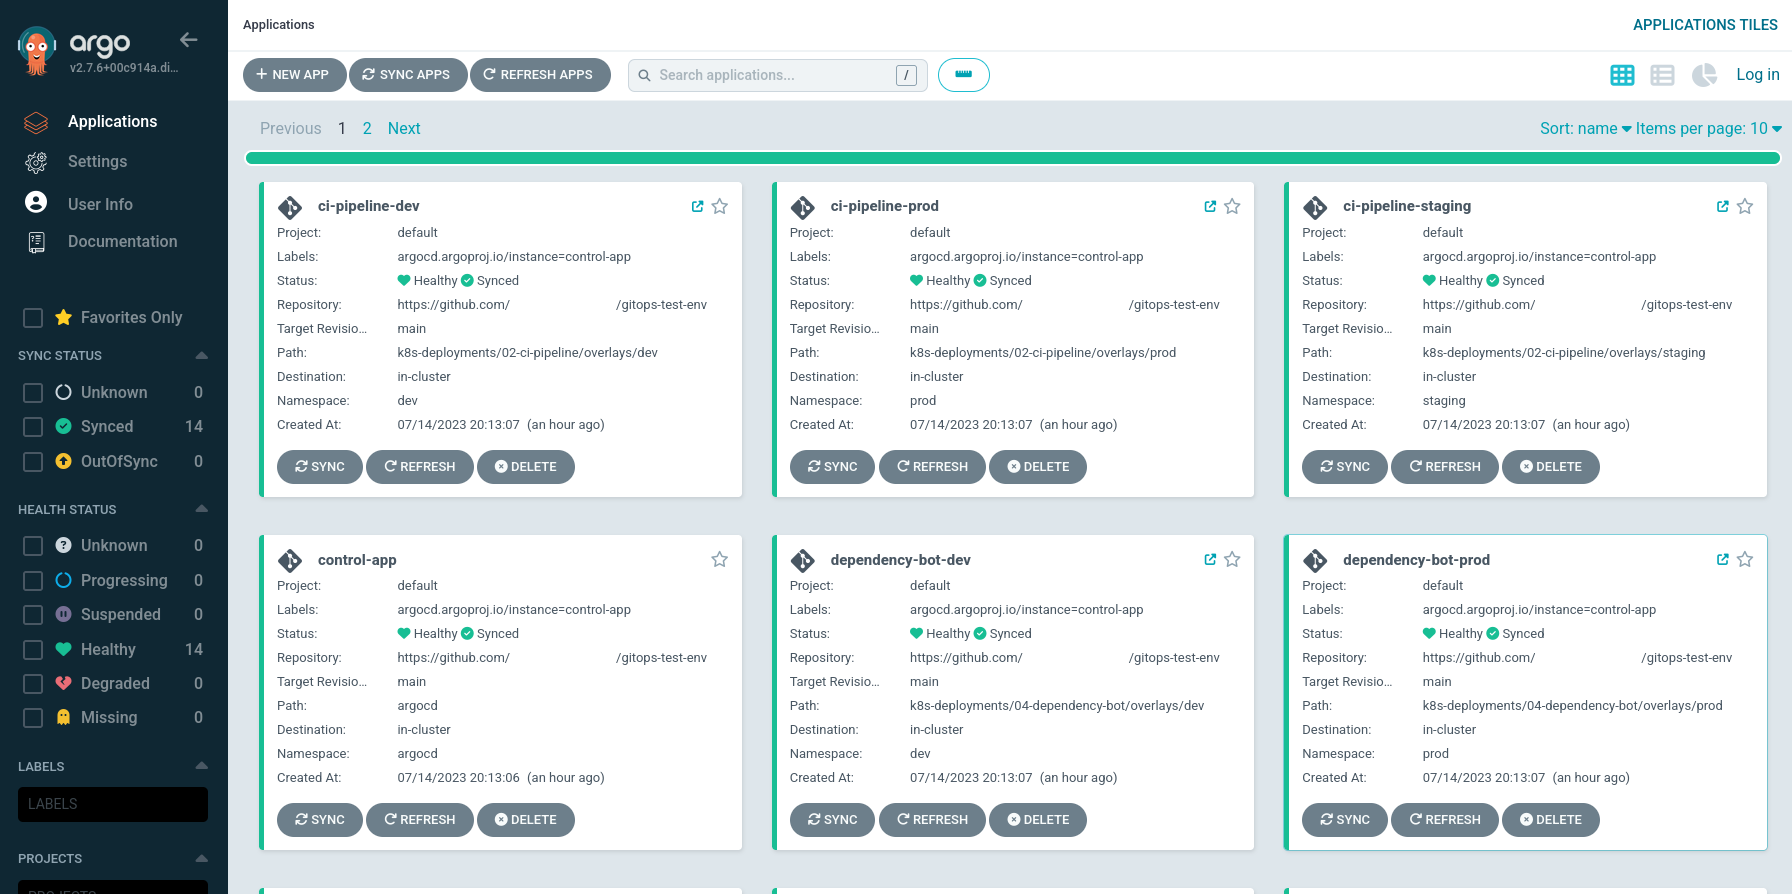 argo
v2.7.6+00c914a.di...
Applications
Settings
User Info
Documentation
Favorites Only
SYNC STATUS
Unknown 0
Synced 14
OutOfSync 0
HEALTH STATUS
Unknown 0
Progressing 0
Suspended 0
Healthy 14
Degraded 0
Missing 0
LABELS
LABELS
PROJECTS
PROJECTS
Applications
APPLICATIONS TILES
NEW APP SYNC APPS REFRESH APPS Search applications... / Log in
Previous 1 2 Next Sort: name Items per page: 10
ci-pipeline-dev
Project: default
Labels: argocd.argoproj.io/instance=control-app
Status: Healthy Synced
Repository: https://github.com/ /gitops-test-env
Target Revisio... main
Path: k8s-deployments/02-ci-pipeline/overlays/dev
Destination: in-cluster
Namespace: dev
Created At: 07/14/2023 20:13:07 (an hour ago)
SYNC REFRESH DELETE
ci-pipeline-prod
Project: default
Labels: argocd.argoproj.io/instance=control-app
Status: Healthy Synced
Repository: https://github.com/ /gitops-test-env
Target Revisio... main
Path: k8s-deployments/02-ci-pipeline/overlays/prod
Destination: in-cluster
Namespace: prod
Created At: 07/14/2023 20:13:07 (an hour ago)
SYNC REFRESH DELETE
ci-pipeline-staging
Project: default
Labels: argocd.argoproj.io/instance=control-app
Status: Healthy Synced
Repository: https://github.com/ /gitops-test-env
Target Revisio... main
Path: k8s-deployments/02-ci-pipeline/overlays/staging
Destination: in-cluster
Namespace: staging
Created At: 07/14/2023 20:13:07 (an hour ago)
SYNC REFRESH DELETE
control-app
Project: default
Labels: argocd.argoproj.io/instance=control-app
Status: Healthy Synced
Repository: https://github.com/ /gitops-test-env
Target Revisio... main
Path: argocd
Destination: in-cluster
Namespace: argocd
Created At: 07/14/2023 20:13:06 (an hour ago)
SYNC REFRESH DELETE
dependency-bot-dev
Project: default
Labels: argocd.argoproj.io/instance=control-app
Status: Healthy Synced
Repository: https://github.com/ /gitops-test-env
Target Revisio... main
Path: k8s-deployments/04-dependency-bot/overlays/dev
Destination: in-cluster
Namespace: dev
Created At: 07/14/2023 20:13:07 (an hour ago)
SYNC REFRESH DELETE
dependency-bot-prod
Project: default
Labels: argocd.argoproj.io/instance=control-app
Status: Healthy Synced
Repository: https://github.com/ /gitops-test-env
Target Revisio... main
Path: k8s-deployments/04-dependency-bot/overlays/prod
Destination: in-cluster
Namespace: prod
Created At: 07/14/2023 20:13:07 (an hour ago)
SYNC REFRESH DELETE